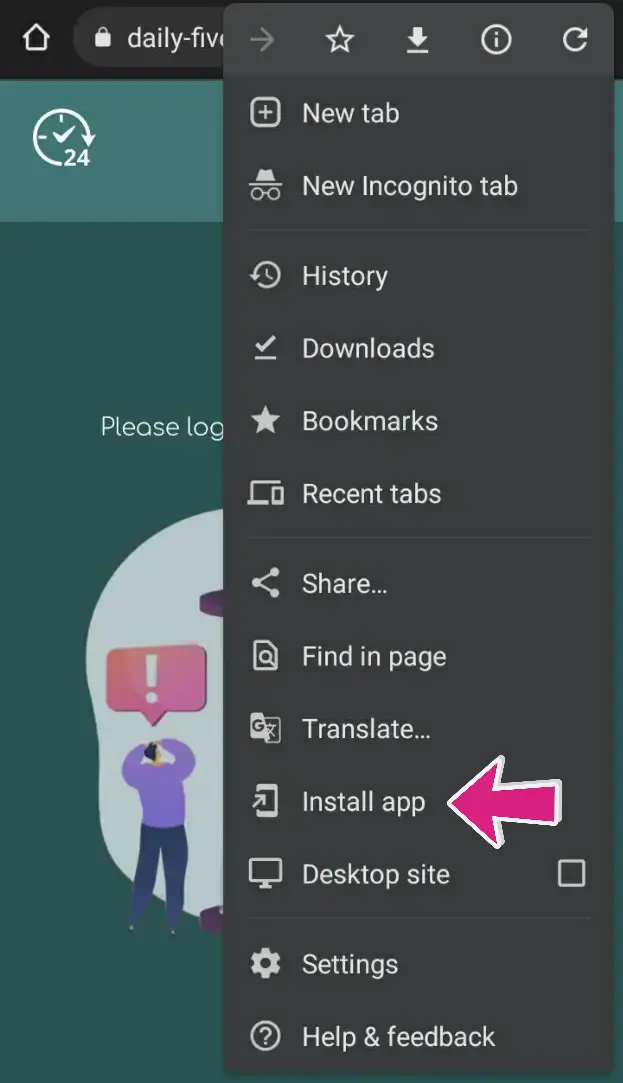 daily-five
New tab
New Incognito tab
History
Downloads
Bookmarks
Recent tabs
Share...
Find in page
Translate...
Install app
Desktop site
Settings
Help & feedback
24
Please log
!